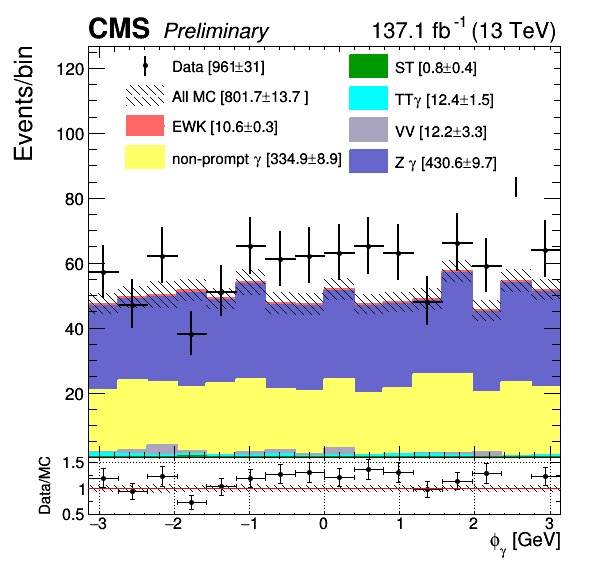 CMS Preliminary 137.1 fb⁻¹ (13 TeV)
Events/bin
Data [961±31]
All MC [801.7±13.7 ]
EWK [10.6±0.3]
non-prompt γ [334.9±8.9]
ST [0.8±0.4]
TTγ [12.4±1.5]
VV [12.2±3.3]
Z γ [430.6±9.7]
120
100
80
60
40
20
Data/MC
1.5
1
0.5
−3 −2 −1 0 1 2 3
ϕγ [GeV]